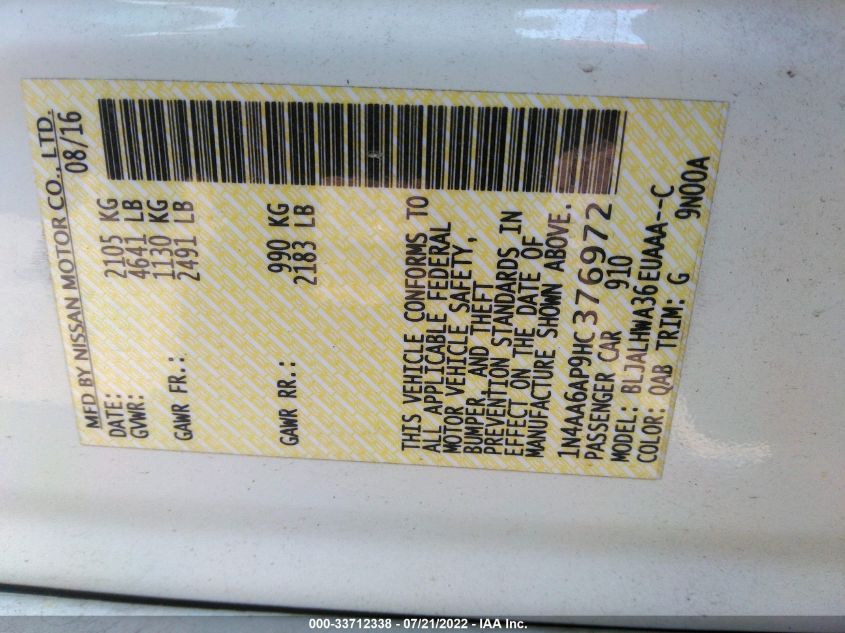 MFD BY NISSAN MOTOR CO., LTD.
DATE: 08/16
GVWR: 2105 KG
4641 LB
GAWR FR.: 1130 KG
2491 LB
GAWR RR.: 990 KG
2183 LB
THIS VEHICLE CONFORMS TO
ALL APPLICABLE FEDERAL
MOTOR VEHICLE SAFETY,
BUMPER, AND THEFT
PREVENTION STANDARDS IN
EFFECT ON THE DATE OF
MANUFACTURE SHOWN ABOVE.
1N4AA6AP9HC376972
PASSENGER CAR 910
MODEL: BLJALHWA36EUAAA--C
COLOR: QAB TRIM: G 9N00A
000-33712338 - 07/21/2022 - IAA Inc.